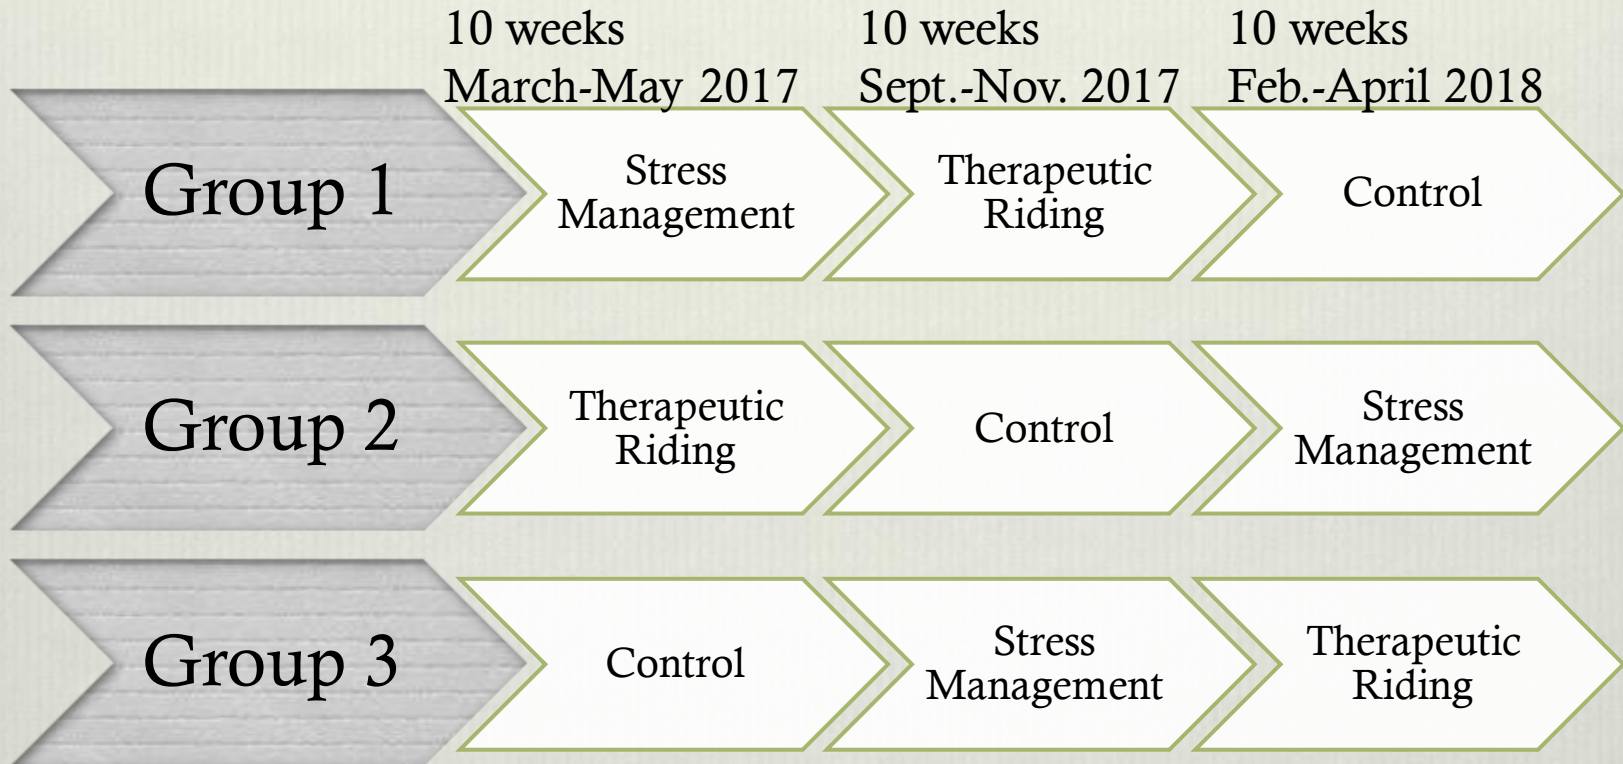 10 weeks
March-May 2017
10 weeks
Sept.-Nov. 2017
10 weeks
Feb.-April 2018
Group 1
Stress
Management
Therapeutic
Riding
Control
Group 2
Therapeutic
Riding
Control
Stress
Management
Group 3
Control
Stress
Management
Therapeutic
Riding